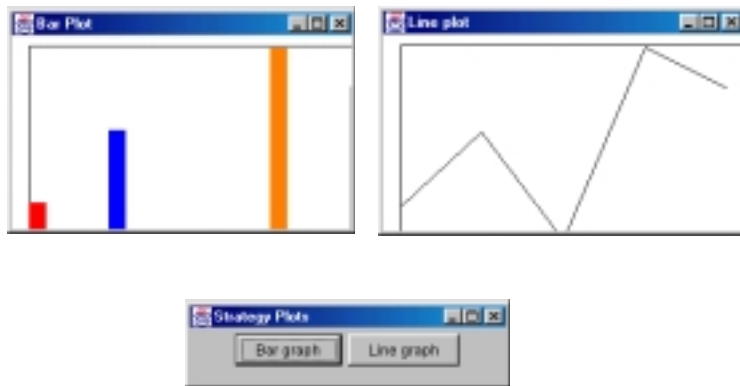 Bar Plot
Line plot
Strategy Plots
Bar graph
Line graph